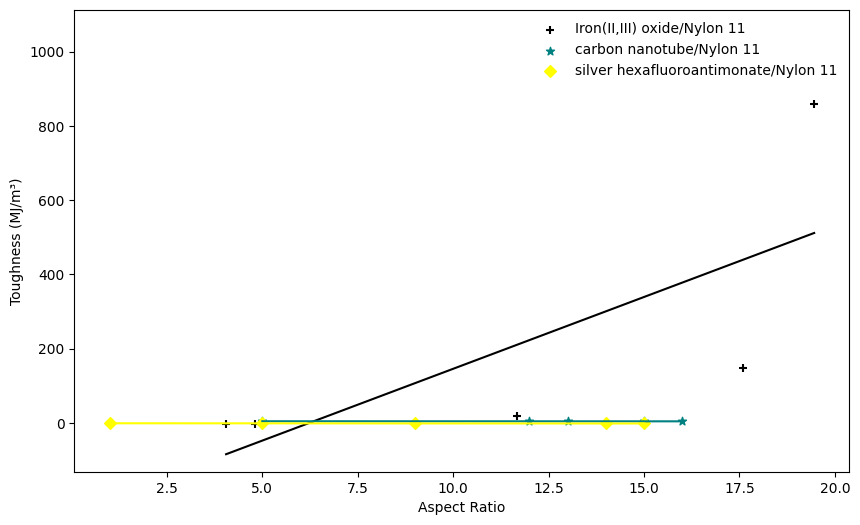 Iron(II,III) oxide/Nylon 11
carbon nanotube/Nylon 11
silver hexafluoroantimonate/Nylon 11
Toughness (MJ/m³)
1000
800
600
400
200
0
2.5 5.0 7.5 10.0 12.5 15.0 17.5 20.0
Aspect Ratio